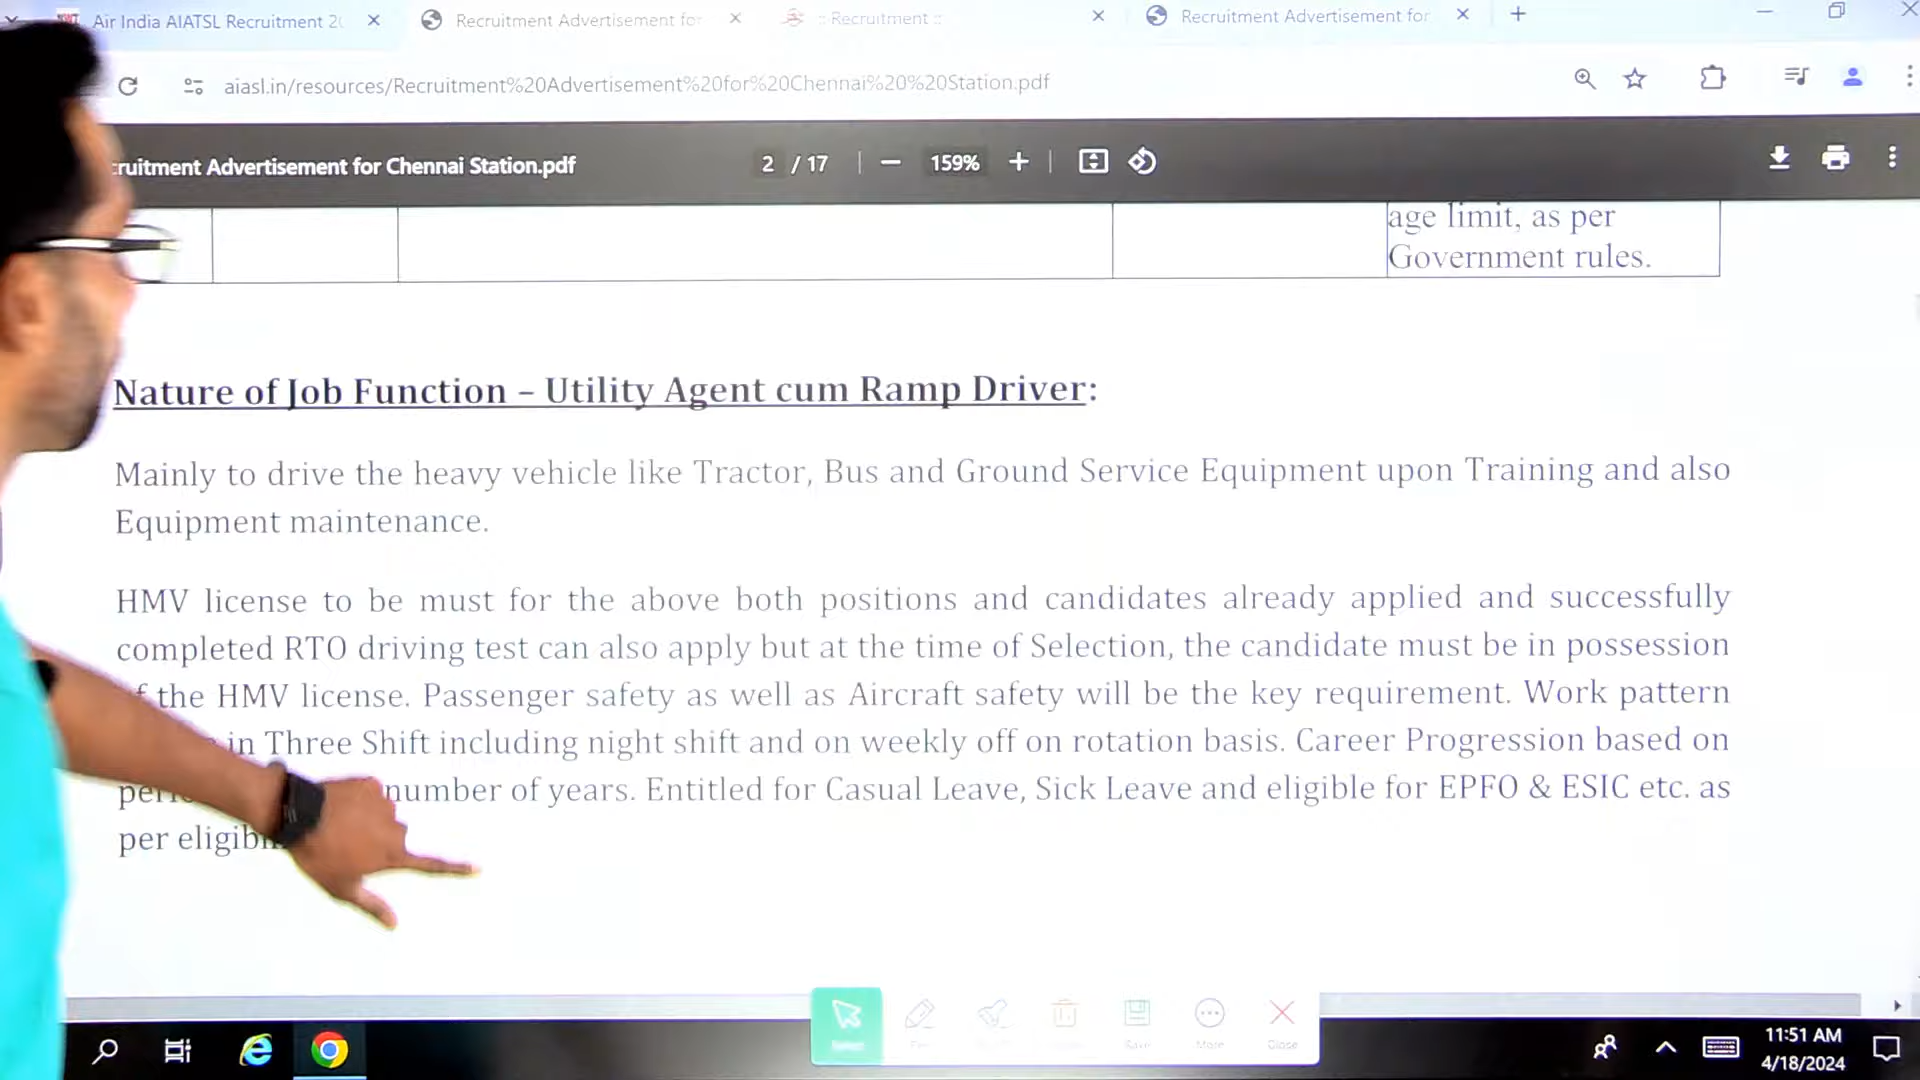 Air India AIATSL Recruitment 20
Recruitment Advertisement for
:: Recruitment ::
Recruitment Advertisement for
aiasl.in/resources/Recruitment%20Advertisement%20for%20Chennai%20%20Station.pdf
cruitment Advertisement for Chennai Station.pdf
2 / 17
159%
age limit, as per
Government rules.
Nature of Job Function – Utility Agent cum Ramp Driver:
Mainly to drive the heavy vehicle like Tractor, Bus and Ground Service Equipment upon Training and also
Equipment maintenance.
HMV license to be must for the above both positions and candidates already applied and successfully
completed RTO driving test can also apply but at the time of Selection, the candidate must be in possession
the HMV license. Passenger safety as well as Aircraft safety will be the key requirement. Work pattern
in Three Shift including night shift and on weekly off on rotation basis. Career Progression based on
number of years. Entitled for Casual Leave, Sick Leave and eligible for EPFO & ESIC etc. as
per eligib
Select
Pen
Save
More
Close
11:51 AM
4/18/2024